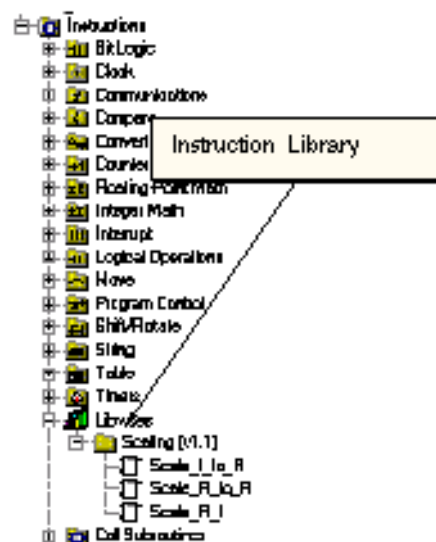 Instructions
Bit Logic
Clock
Communications
Compare
Convert
Counter
Floating-Point Math
Integer Math
Interrupt
Logical Operations
Move
Program Control
Shift/Rotate
String
Table
Timers
Libraries
Scaling (v1.1)
Scale_I_to_R
Scale_R_to_R
Scale_R_I
Call Subroutines
Instruction Library